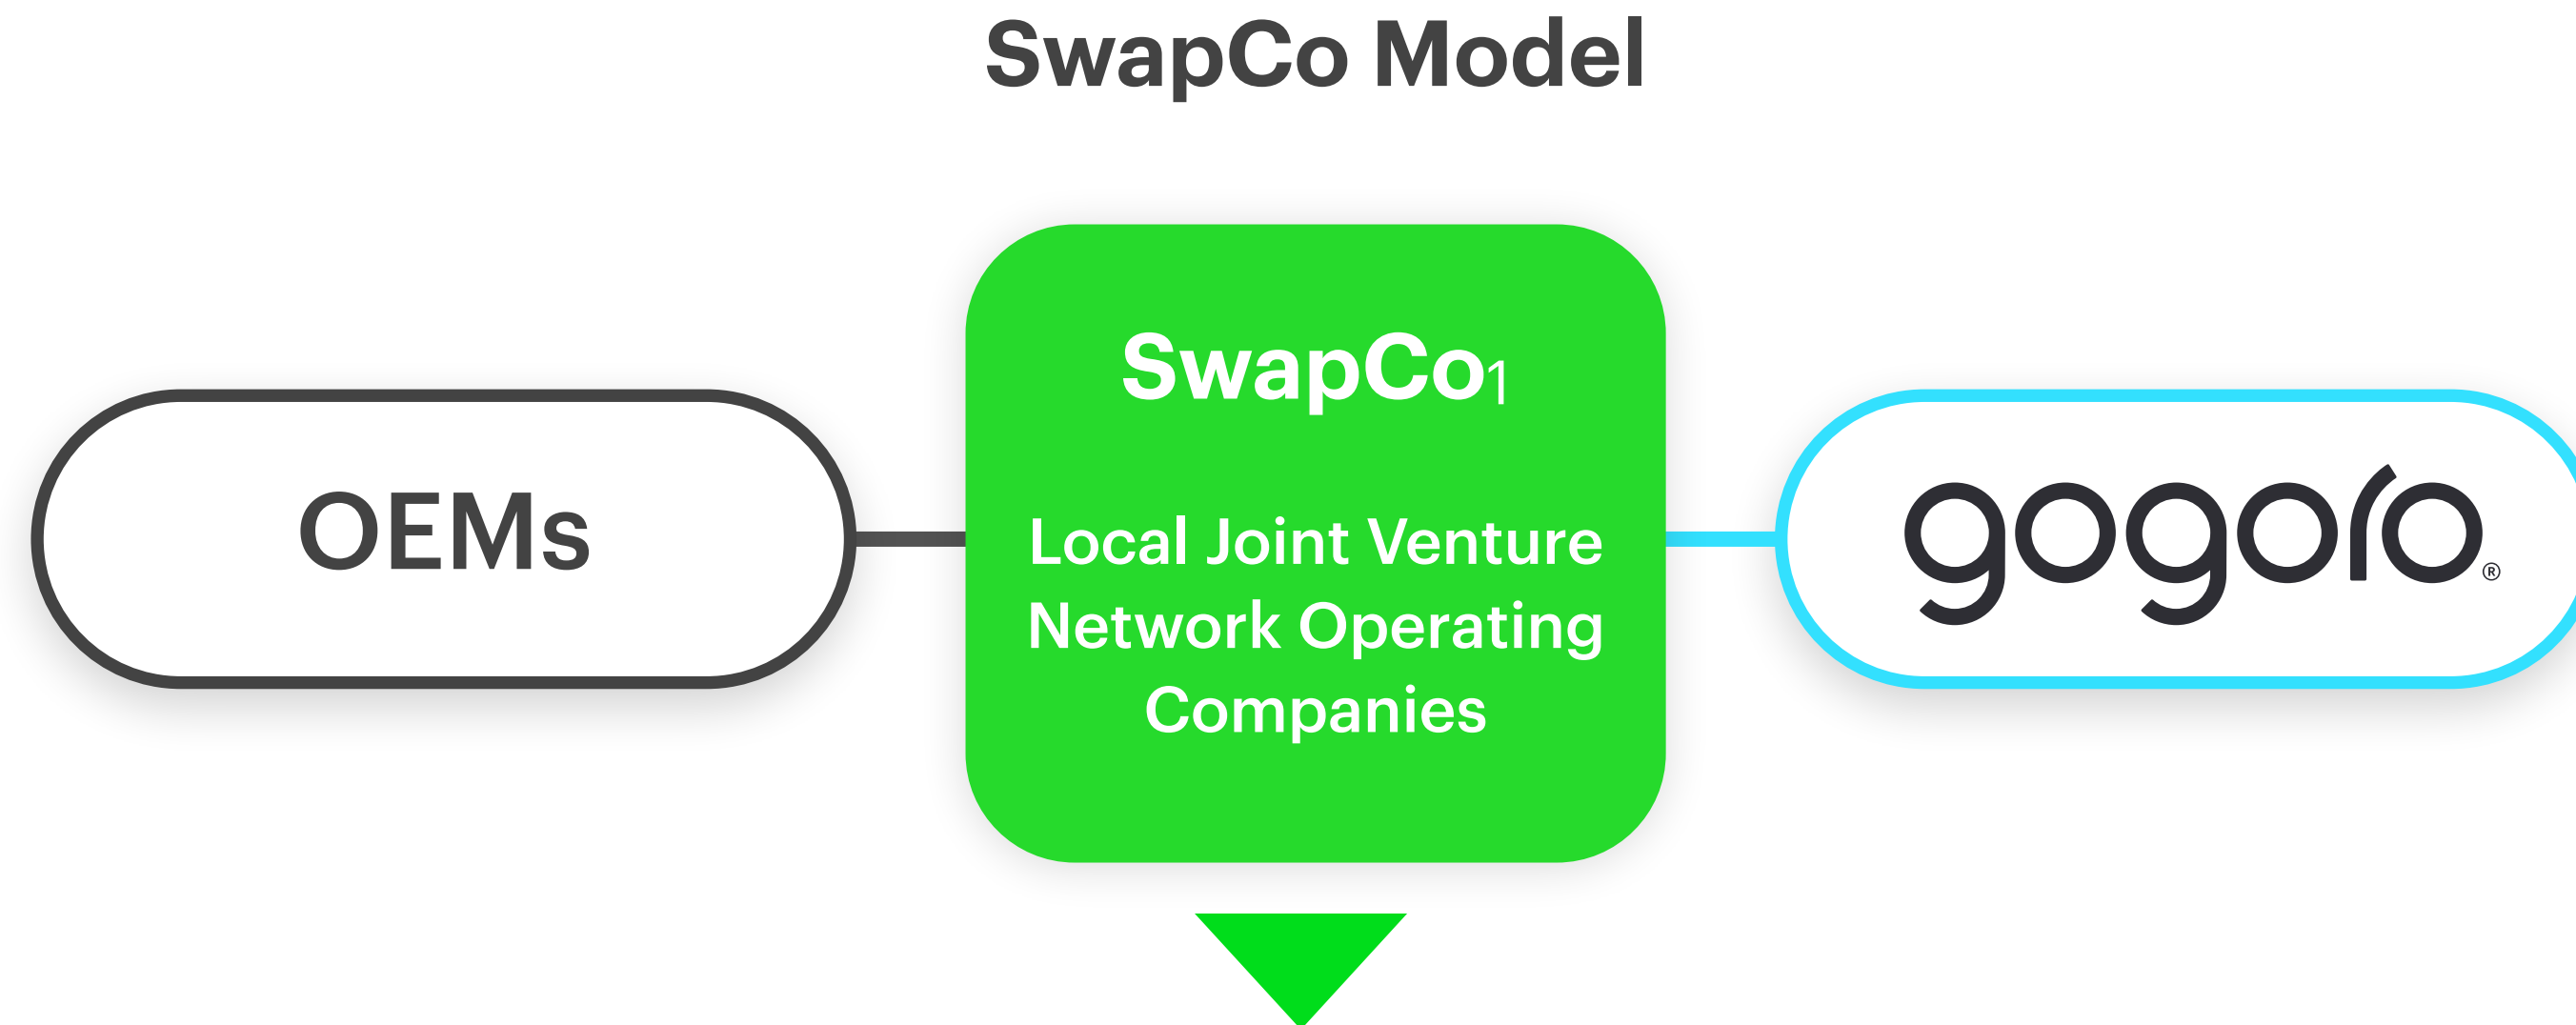 SwapCo Model
OEMs
SwapCo1
Local Joint Venture
Network Operating
Companies
gogoro®